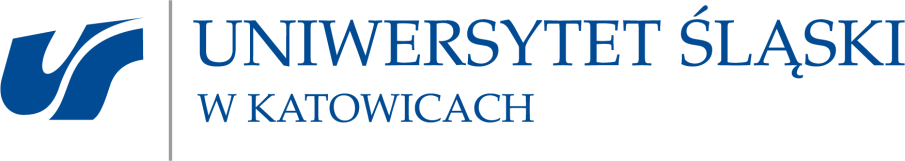 UNIWERSYTET ŚLĄSKI
W KATOWICACH